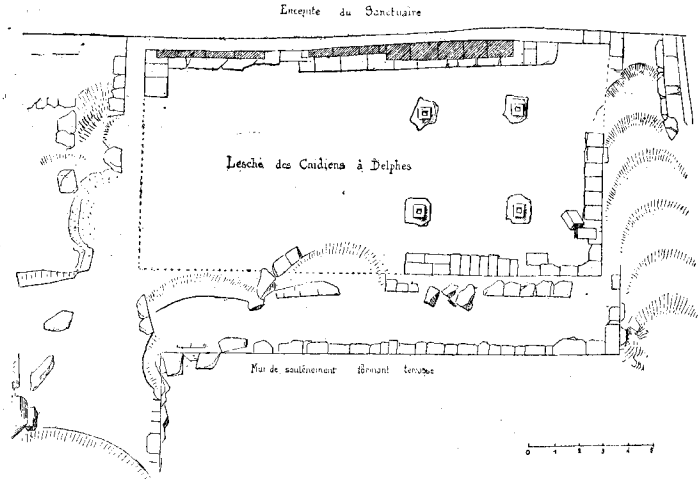 Enceinte du Sanctuaire
Lesché des Cnidiens à Delphes
Mur de soutènement formant terrasse
0 1 2 3 4 5